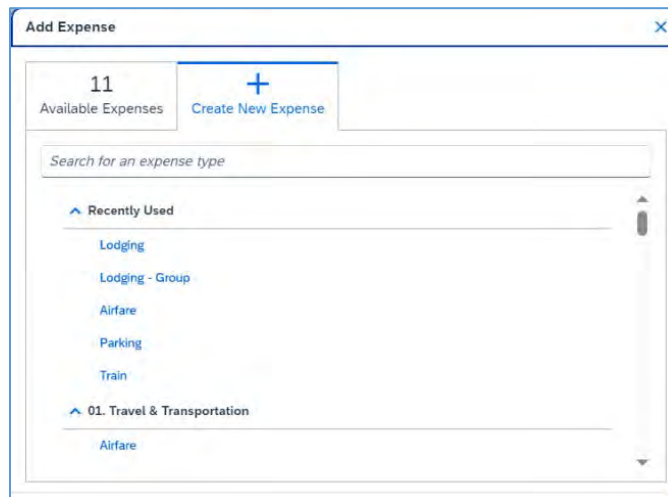 Add Expense
11
Available Expenses
Create New Expense
Search for an expense type
Recently Used
Lodging
Lodging - Group
Airfare
Parking
Train
01. Travel & Transportation
Airfare